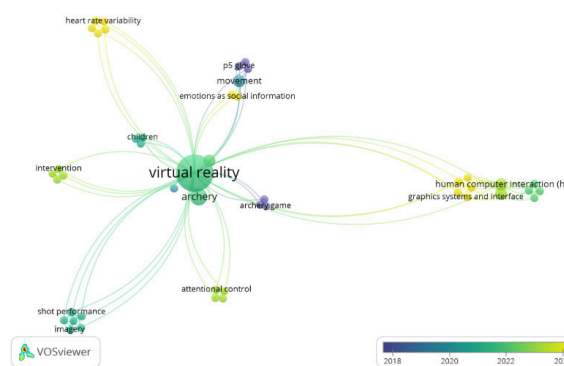 heart rate variability
p5 glove
movement
emotions as social information
children
intervention
virtual reality
archery
human computer interaction (h
graphics systems and interface
archery game
attentional control
shot performance
imagery
VOSviewer
2018 2020 2022 202